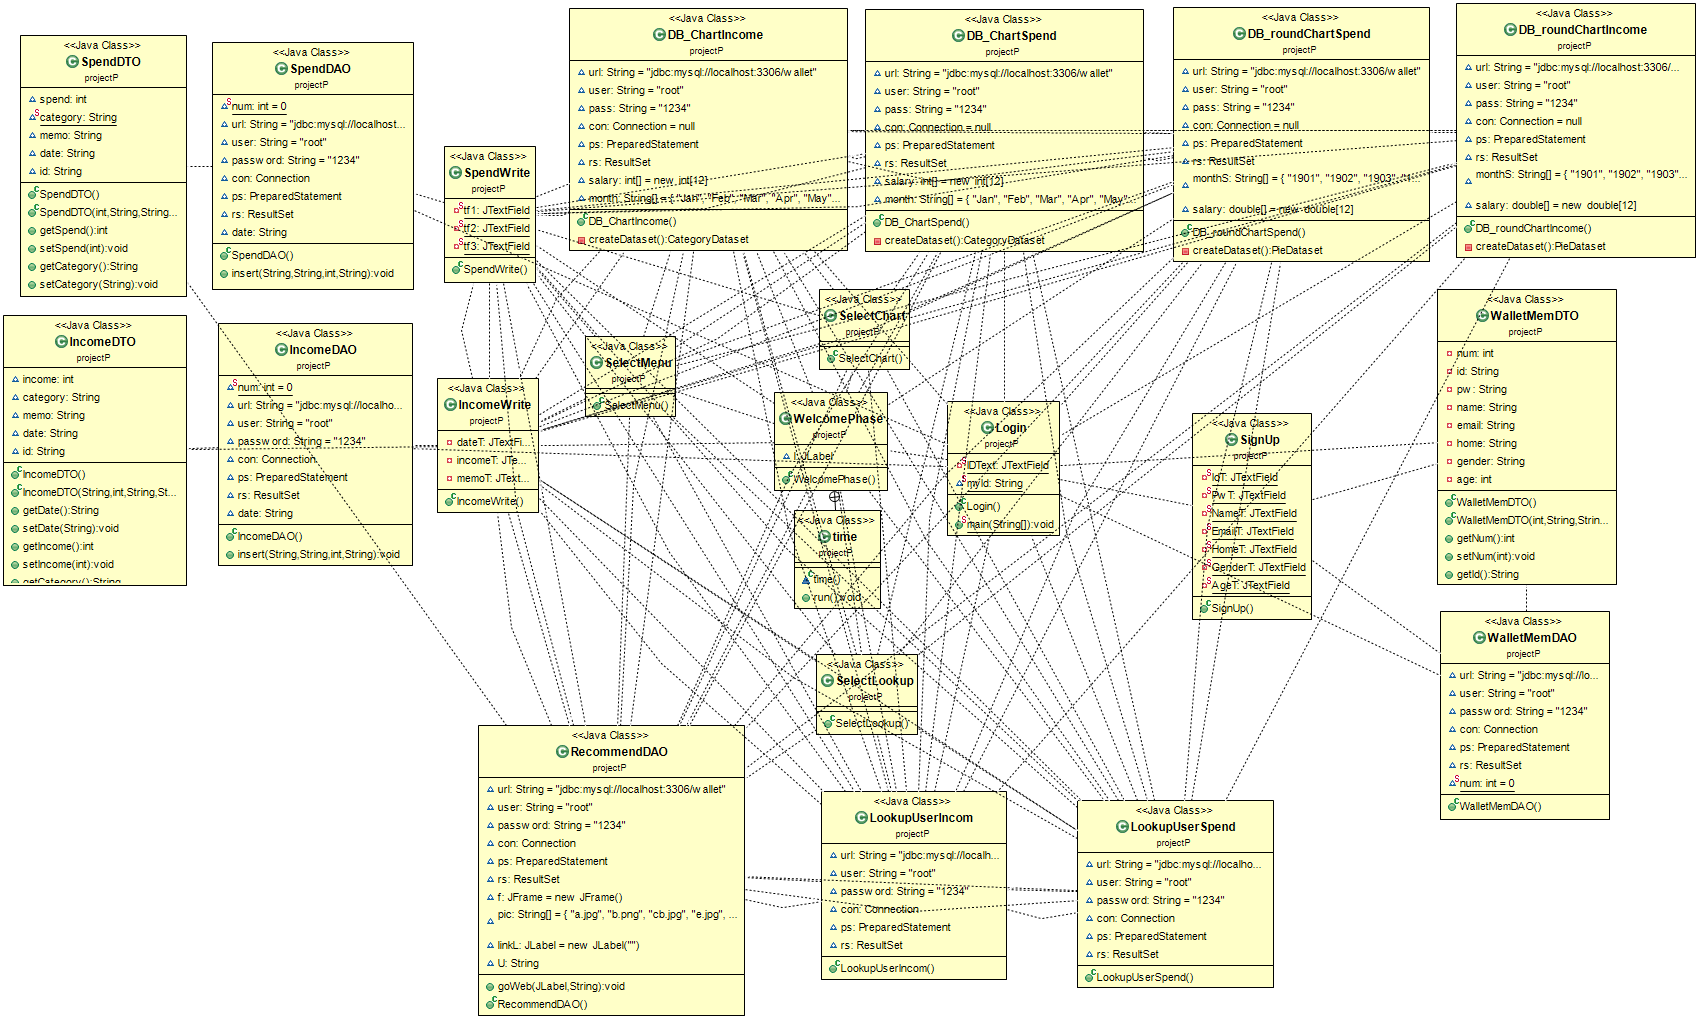 <<Java Class>>
SpendDTO
projectP
spend: int
category: String
memo: String
date: String
id: String
SpendDTO()
SpendDTO(int,String,String...
getSpend():int
setSpend(int):void
getCategory():String
setCategory(String):void
<<Java Class>>
SpendDAO
projectP
num: int = 0
url: String = "jdbc:mysql://localhost...
user: String = "root"
password: String = "1234"
con: Connection
ps: PreparedStatement
rs: ResultSet
date: String
SpendDAO()
insert(String,String,int,String):void
<<Java Class>>
SpendWrite
projectP
tf1: JTextField
tf2: JTextField
tf3: JTextField
SpendWrite()
<<Java Class>>
DB_ChartIncome
projectP
url: String = "jdbc:mysql://localhost:3306/wallet"
user: String = "root"
pass: String = "1234"
con: Connection = null
ps: PreparedStatement
rs: ResultSet
salary: int[] = new int[12]
month: String[] = { "Jan", "Feb", "Mar", "Apr", "May"...
DB_ChartIncome()
createDataset():CategoryDataset
<<Java Class>>
DB_ChartSpend
projectP
url: String = "jdbc:mysql://localhost:3306/wallet"
user: String = "root"
pass: String = "1234"
con: Connection = null
ps: PreparedStatement
rs: ResultSet
salary: int[] = new int[12]
month: String[] = { "Jan", "Feb", "Mar", "Apr", "May"...
DB_ChartSpend()
createDataset():CategoryDataset
<<Java Class>>
DB_roundChartSpend
projectP
url: String = "jdbc:mysql://localhost:3306/wallet"
user: String = "root"
pass: String = "1234"
con: Connection = null
ps: PreparedStatement
rs: ResultSet
monthS: String[] = { "1901", "1902", "1903", "1...
salary: double[] = new double[12]
DB_roundChartSpend()
createDataset():PieDataset
<<Java Class>>
DB_roundChartIncome
projectP
url: String = "jdbc:mysql://localhost:3306/...
user: String = "root"
pass: String = "1234"
con: Connection = null
ps: PreparedStatement
rs: ResultSet
monthS: String[] = { "1901", "1902", "1903"...
salary: double[] = new double[12]
DB_roundChartIncome()
createDataset():PieDataset
<<Java Class>>
IncomeDTO
projectP
income: int
category: String
memo: String
date: String
id: String
IncomeDTO()
IncomeDTO(String,int,String,St...
getDate():String
setDate(String):void
getIncome():int
setIncome(int):void
getCategory():String
<<Java Class>>
IncomeDAO
projectP
num: int = 0
url: String = "jdbc:mysql://localho...
user: String = "root"
password: String = "1234"
con: Connection
ps: PreparedStatement
rs: ResultSet
date: String
IncomeDAO()
insert(String,String,int,String):void
<<Java Class>>
IncomeWrite
projectP
dateT: JTextFi...
incomeT: JTe...
memoT: JText...
IncomeWrite()
<<Java Class>>
SelectMenu
projectP
SelectMenu()
<<Java Class>>
SelectChart
projectP
SelectChart()
<<Java Class>>
WelcomePhase
projectP
l: JLabel
WelcomePhase()
<<Java Class>>
time
projectP
time()
run():void
<<Java Class>>
Login
projectP
IDText: JTextField
myId: String
Login()
main(String[]):void
<<Java Class>>
SignUp
projectP
IdT: JTextField
PwT: JTextField
NameT: JTextField
EmailT: JTextField
HomeT: JTextField
GenderT: JTextField
AgeT: JTextField
SignUp()
<<Java Class>>
WalletMemDTO
projectP
num: int
id: String
pw: String
name: String
email: String
home: String
gender: String
age: int
WalletMemDTO()
WalletMemDTO(int,String,Strin...
getNum():int
setNum(int):void
getId():String
<<Java Class>>
WalletMemDAO
projectP
url: String = "jdbc:mysql://lo...
user: String = "root"
password: String = "1234"
con: Connection
ps: PreparedStatement
rs: ResultSet
num: int = 0
WalletMemDAO()
<<Java Class>>
SelectLookup
projectP
SelectLookup()
<<Java Class>>
RecommendDAO
projectP
url: String = "jdbc:mysql://localhost:3306/wallet"
user: String = "root"
password: String = "1234"
con: Connection
ps: PreparedStatement
rs: ResultSet
f: JFrame = new JFrame()
pic: String[] = { "a.jpg", "b.png", "cb.jpg", "e.jpg", ...
linkL: JLabel = new JLabel("")
U: String
goWeb(JLabel,String):void
RecommendDAO()
<<Java Class>>
LookupUserIncom
projectP
url: String = "jdbc:mysql://localh...
user: String = "root"
password: String = "1234"
con: Connection
ps: PreparedStatement
rs: ResultSet
LookupUserIncom()
<<Java Class>>
LookupUserSpend
projectP
url: String = "jdbc:mysql://localho...
user: String = "root"
password: String = "1234"
con: Connection
ps: PreparedStatement
rs: ResultSet
LookupUserSpend()